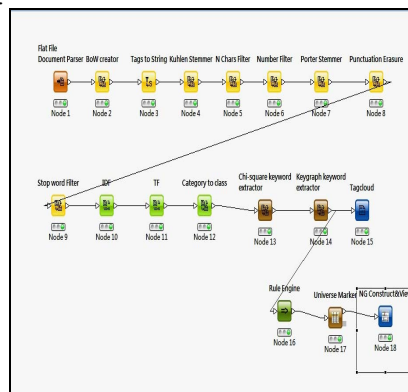 Flat File
Document Parser BoW creator Tags to String Kuhlen Stemmer N Chars Filter Number Filter Porter Stemmer Punctuation Erasure
Node 1 Node 2 Node 3 Node 4 Node 5 Node 6 Node 7 Node 8
Stop word Filter IDF TF Category to class Chi-square keyword extractor Keygraph keyword extractor Tagcloud
Node 9 Node 10 Node 11 Node 12 Node 13 Node 14 Node 15
Rule Engine Universe Marker NG Construct&Vie
Node 16 Node 17 Node 18